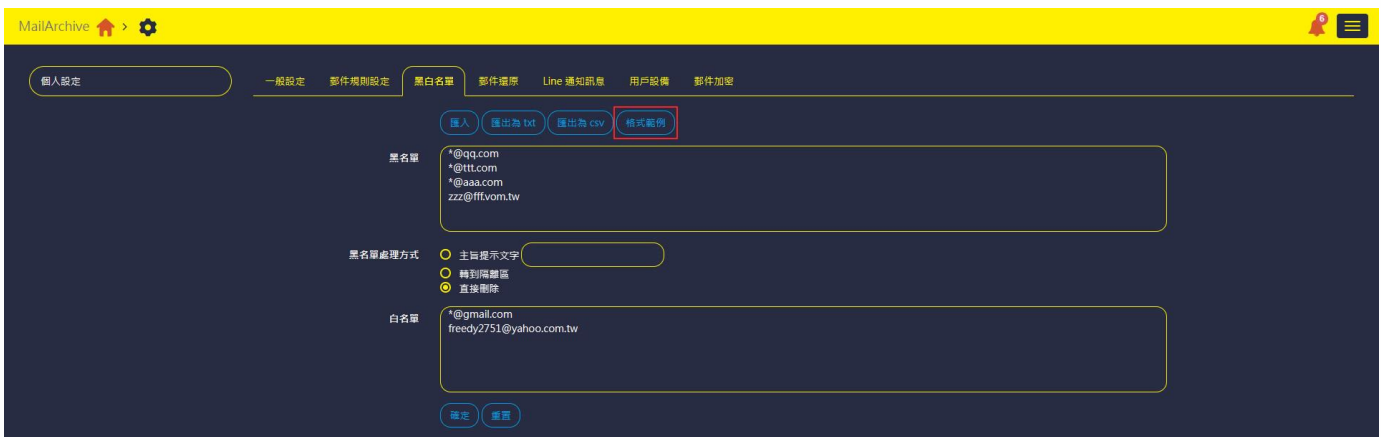 MailArchive >
6
個人設定
一般設定 郵件規則設定 黑白名單 郵件還原 Line 通知訊息 用戶設備 郵件加密
匯入 匯出為 txt 匯出為 csv 格式範例
黑名單
*@qq.com
*@ttt.com
*@aaa.com
zzz@fff.vom.tw
黑名單處理方式
主旨提示文字
轉到隔離區
直接刪除
白名單
*@gmail.com
freedy2751@yahoo.com.tw
確定 重置